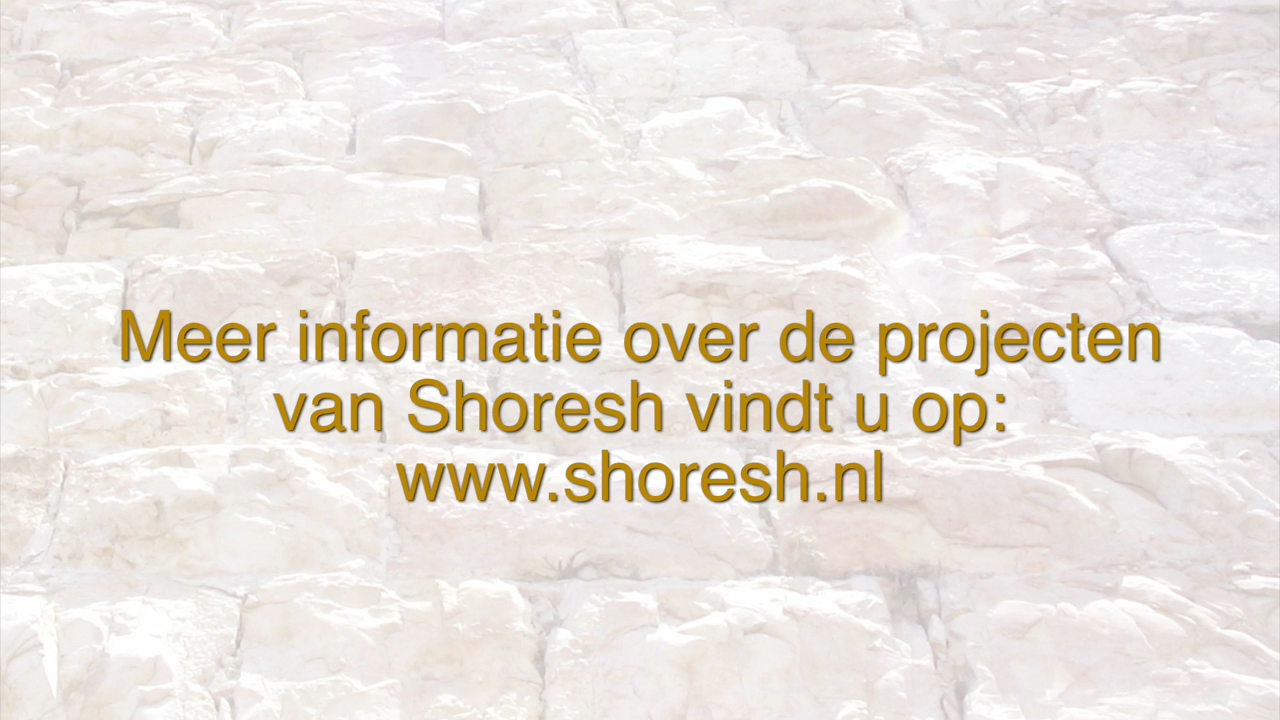 Meer informatie over de projecten
van Shoresh vindt u op:
www.shoresh.nl